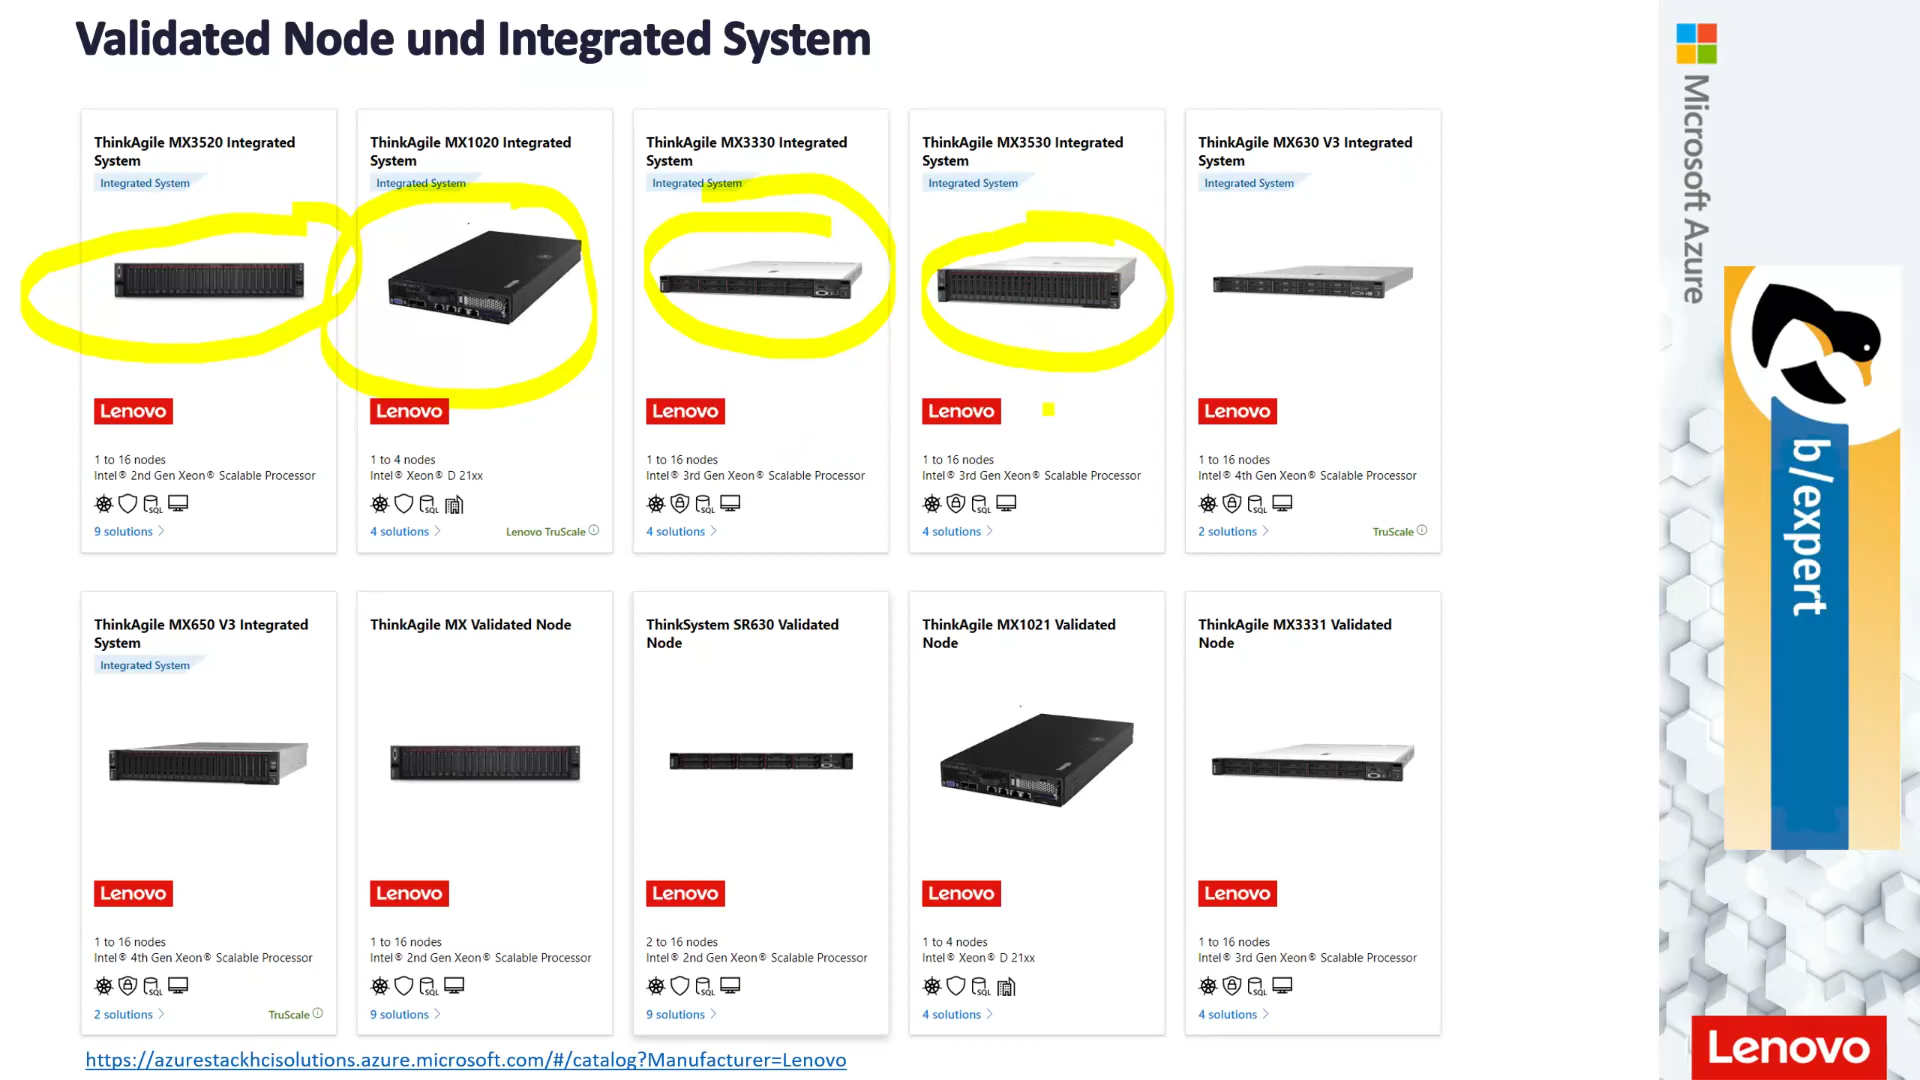 Validated Node und Integrated System
ThinkAgile MX3520 Integrated
System
Integrated System
Lenovo
1 to 16 nodes
Intel® 2nd Gen Xeon® Scalable Processor
SQL
9 solutions
ThinkAgile MX1020 Integrated
System
Integrated System
Lenovo
1 to 4 nodes
Intel® Xeon® D 21xx
SQL
4 solutions
Lenovo TruScale
ThinkAgile MX3330 Integrated
System
Integrated System
Lenovo
1 to 16 nodes
Intel® 3rd Gen Xeon® Scalable Processor
SQL
4 solutions
ThinkAgile MX3530 Integrated
System
Integrated System
Lenovo
1 to 16 nodes
Intel® 3rd Gen Xeon® Scalable Processor
SQL
4 solutions
ThinkAgile MX630 V3 Integrated
System
Integrated System
Lenovo
1 to 16 nodes
Intel® 4th Gen Xeon® Scalable Processor
SQL
2 solutions
TruScale
ThinkAgile MX650 V3 Integrated
System
Integrated System
Lenovo
1 to 16 nodes
Intel® 4th Gen Xeon® Scalable Processor
SQL
2 solutions
TruScale
ThinkAgile MX Validated Node
Lenovo
1 to 16 nodes
Intel® 2nd Gen Xeon® Scalable Processor
SQL
9 solutions
ThinkSystem SR630 Validated
Node
Lenovo
2 to 16 nodes
Intel® 2nd Gen Xeon® Scalable Processor
SQL
9 solutions
ThinkAgile MX1021 Validated
Node
Lenovo
1 to 4 nodes
Intel® Xeon® D 21xx
SQL
4 solutions
ThinkAgile MX3331 Validated
Node
Lenovo
1 to 16 nodes
Intel® 3rd Gen Xeon® Scalable Processor
SQL
4 solutions
https://azurestackhcisolutions.azure.microsoft.com/#/catalog?Manufacturer=Lenovo
Microsoft Azure
b/expert
Lenovo